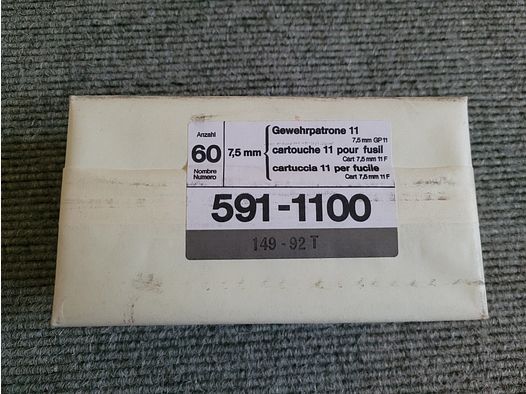 Anzahl
60
Nombre
Numero
7,5 mm
Gewehrpatrone 11
7,5 mm GP 11
cartouche 11 pour fusil
Cart 7,5 mm 11 F
cartuccia 11 per fucile
Cart 7,5 mm 11 F
591-1100
149 - 92 T